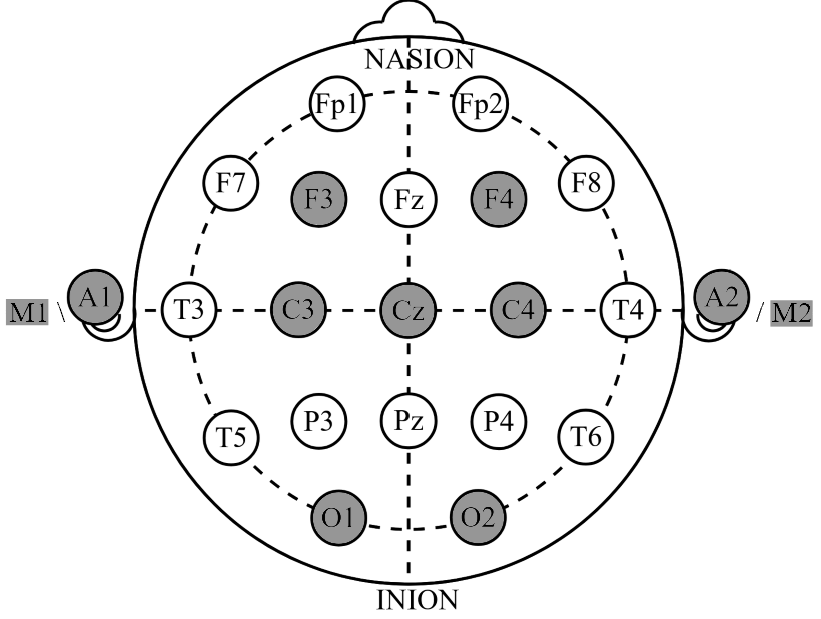 NASION
Fp1 Fp2
F7 F3 Fz F4 F8
M1 \ A1 T3 C3 Cz C4 T4 A2 / M2
T5 P3 Pz P4 T6
O1 O2
INION